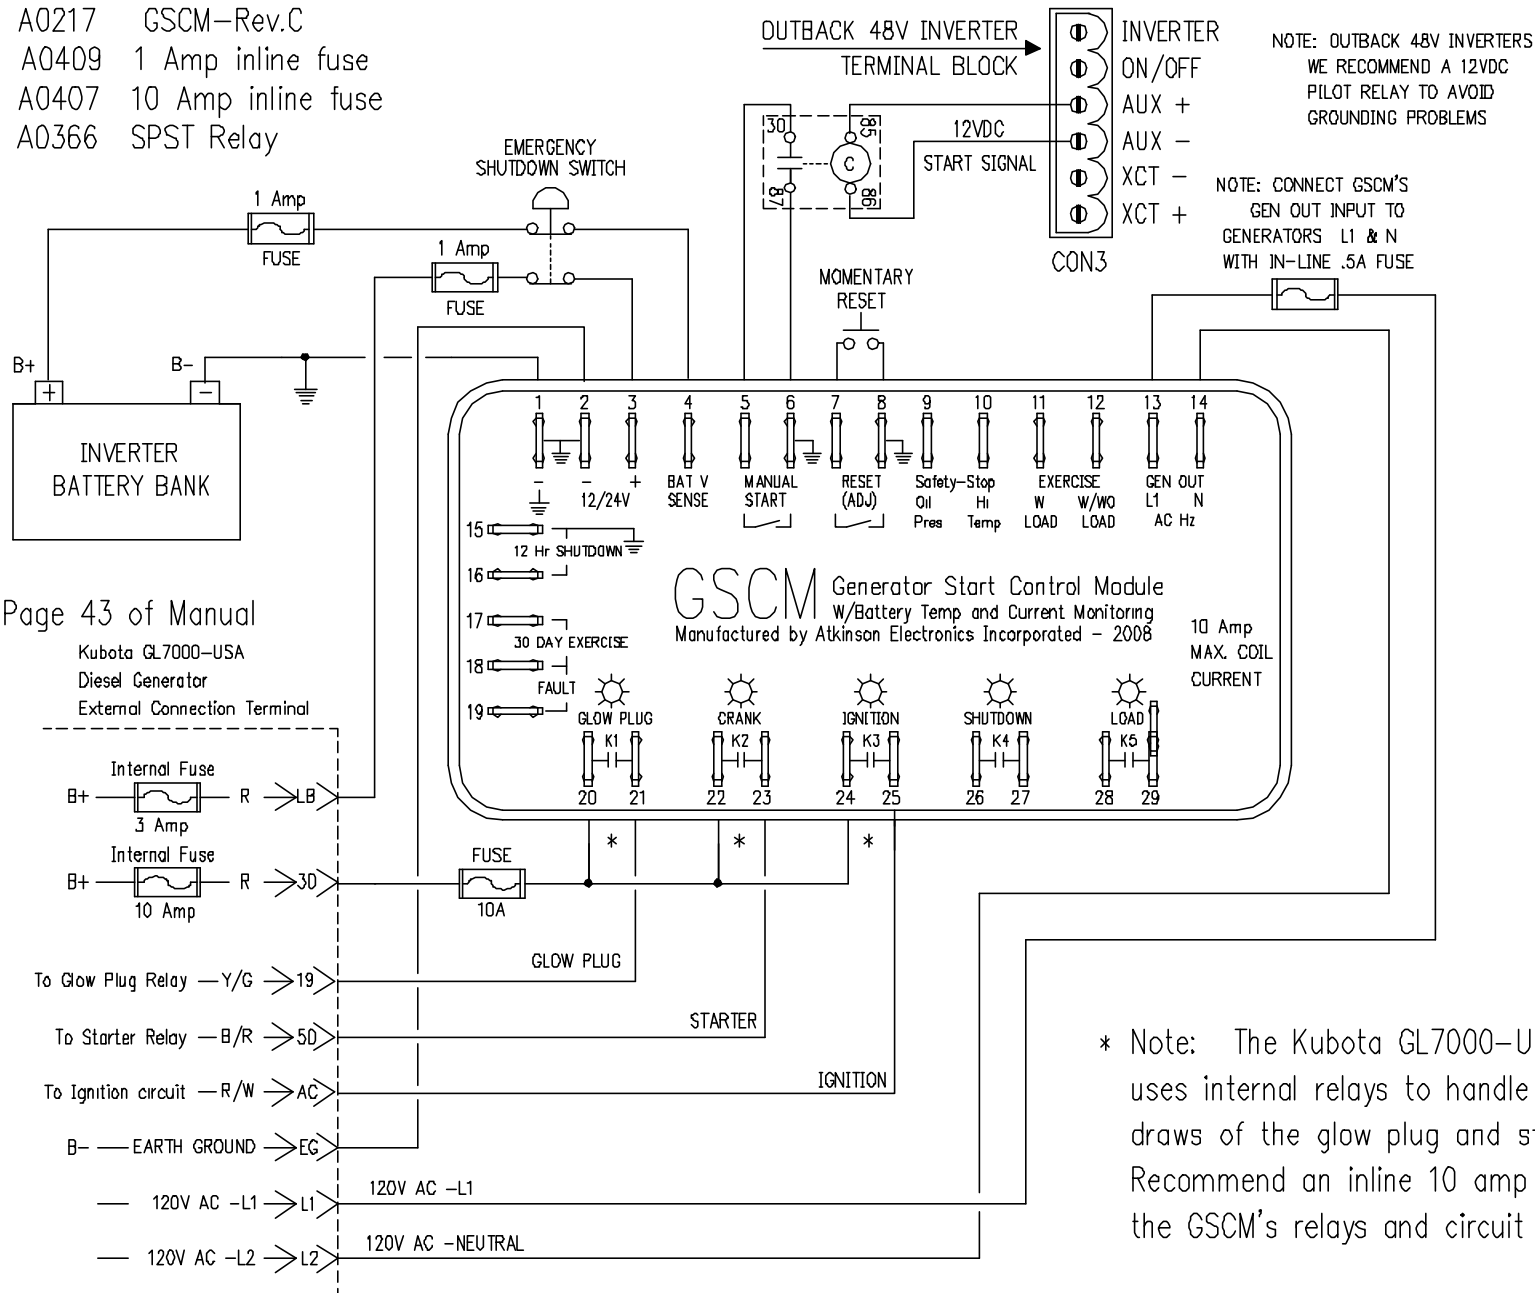 A0217 GSCM-Rev.C
A0409 1 Amp inline fuse
A0407 10 Amp inline fuse
A0366 SPST Relay
OUTBACK 48V INVERTER
TERMINAL BLOCK
INVERTER
ON/OFF
AUX +
AUX -
XCT -
XCT +
CON3
NOTE: OUTBACK 48V INVERTERS
WE RECOMMEND A 12VDC
PILOT RELAY TO AVOID
GROUNDING PROBLEMS
30
85
C
87
86
12VDC
START SIGNAL
EMERGENCY
SHUTDOWN SWITCH
1 Amp
FUSE
1 Amp
FUSE
NOTE: CONNECT GSCM'S
GEN OUT INPUT TO
GENERATORS L1 & N
WITH IN-LINE .5A FUSE
MOMENTARY
RESET
B+
B-
+
-
INVERTER
BATTERY BANK
1 2 3 4 5 6 7 8 9 10 11 12 13 14
- - +
12/24V
BAT V
SENSE
MANUAL
START
RESET
(ADJ)
Safety-Stop
Oil Hi
Pres Temp
EXERCISE
W W/WO
LOAD LOAD
GEN OUT
L1 N
AC Hz
15
12 Hr SHUTDOWN
16
17
30 DAY EXERCISE
18
FAULT
19
GSCM
Generator Start Control Module
W/Battery Temp and Current Monitoring
Manufactured by Atkinson Electronics Incorporated - 2008
10 Amp
MAX. COIL
CURRENT
GLOW PLUG
K1
CRANK
K2
IGNITION
K3
SHUTDOWN
K4
LOAD
K5
20 21 22 23 24 25 26 27 28 29
* * *
Page 43 of Manual
Kubota GL7000-USA
Diesel Generator
External Connection Terminal
Internal Fuse
B+ R LB
3 Amp
Internal Fuse
B+ R 3D
10 Amp
FUSE
10A
To Glow Plug Relay - Y/G 19
GLOW PLUG
To Starter Relay - B/R 5D
STARTER
To Ignition circuit - R/W AC
IGNITION
B- EARTH GROUND EG
120V AC -L1 L1
120V AC -L1
120V AC -L2 L2
120V AC -NEUTRAL
* Note: The Kubota GL7000-U
uses internal relays to handle
draws of the glow plug and s
Recommend an inline 10 amp
the GSCM's relays and circuit